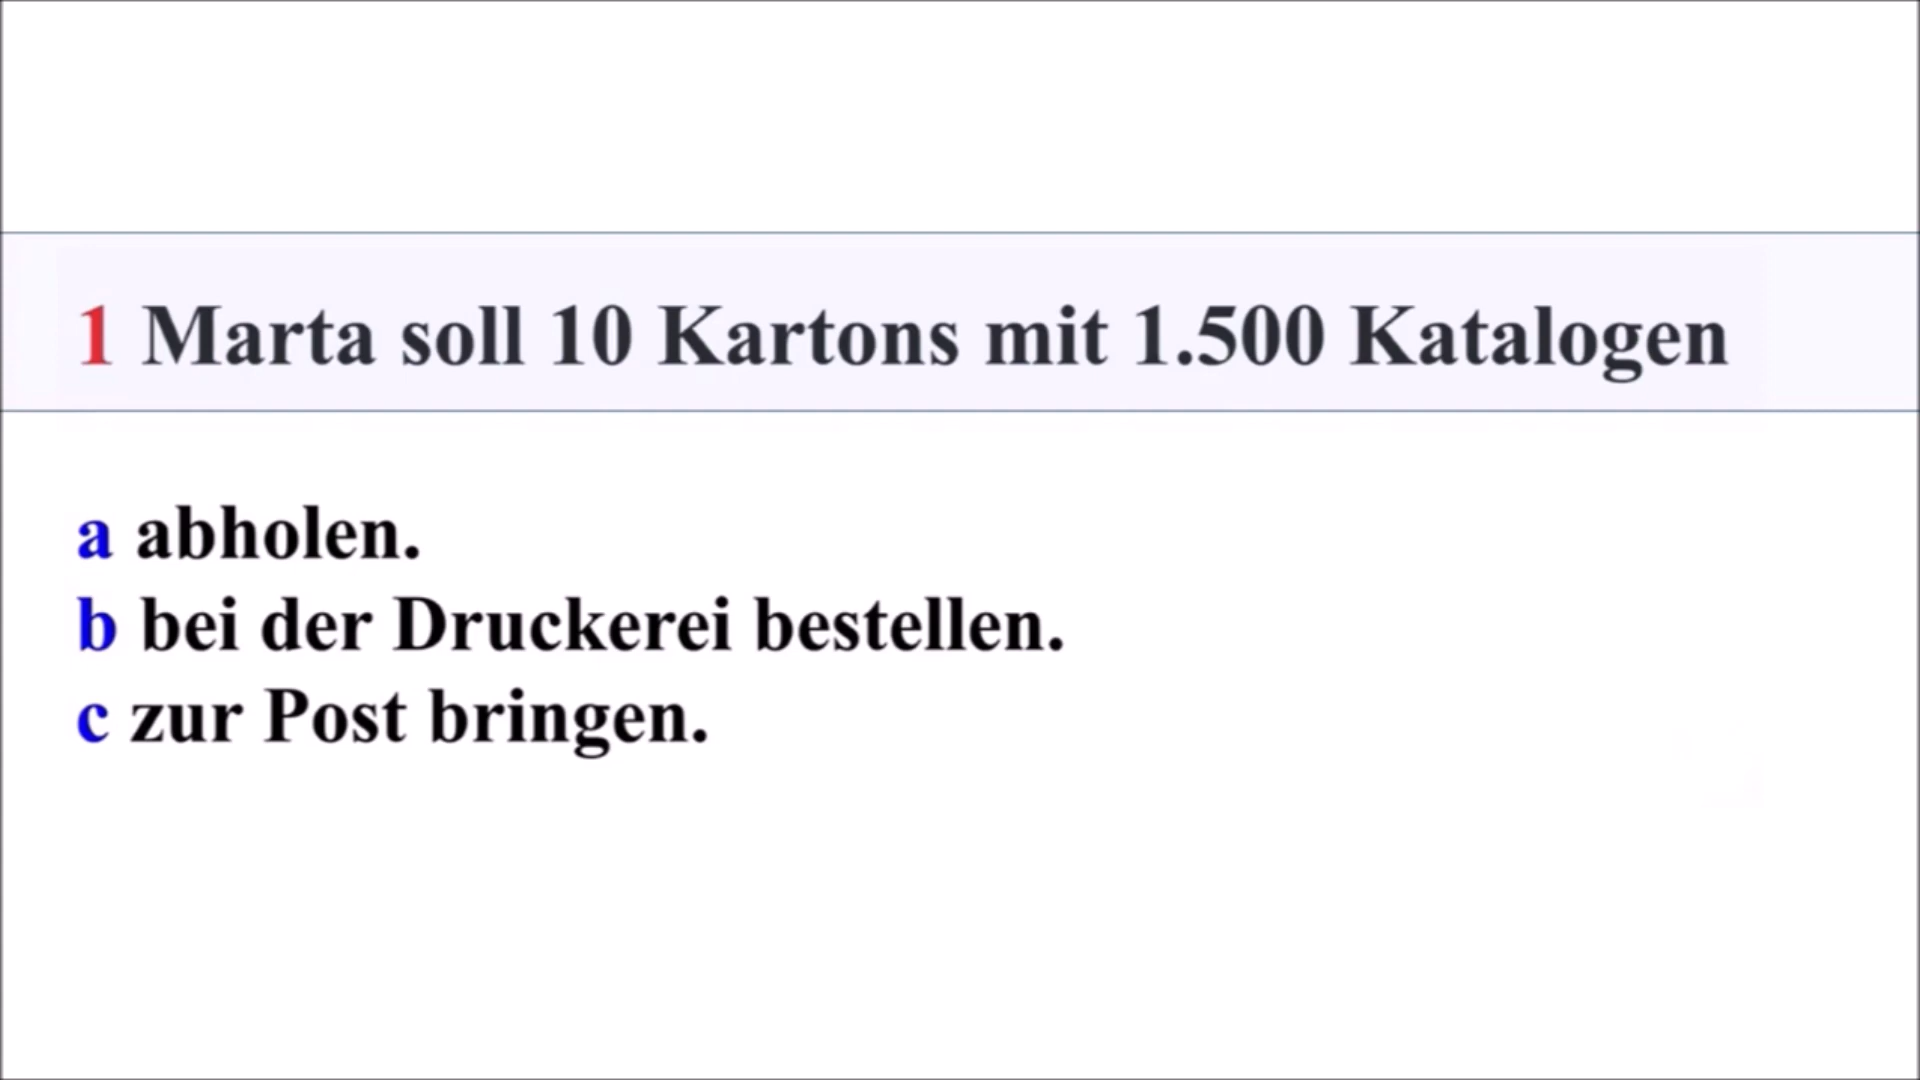 1 Marta soll 10 Kartons mit 1.500 Katalogen
a abholen.
b bei der Druckerei bestellen.
c zur Post bringen.